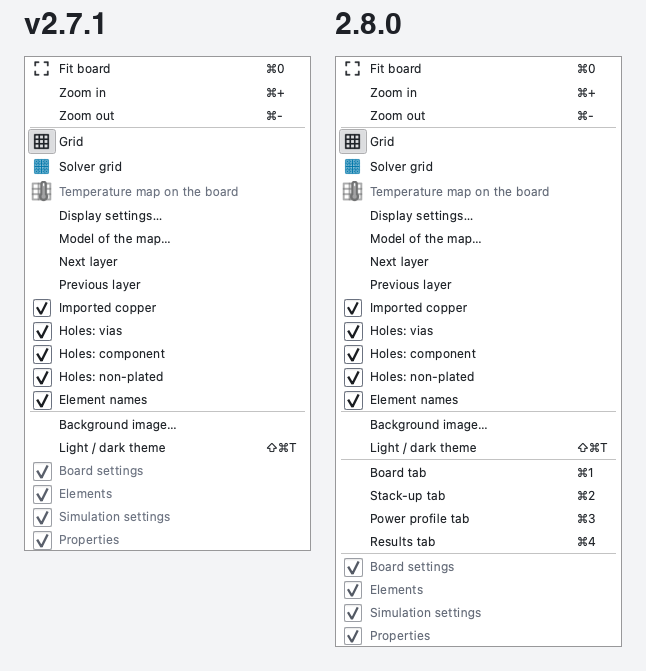 v2.7.1
Fit board ⌘0
Zoom in ⌘+
Zoom out ⌘-
Grid
Solver grid
Temperature map on the board
Display settings...
Model of the map...
Next layer
Previous layer
Imported copper
Holes: vias
Holes: component
Holes: non-plated
Element names
Background image...
Light / dark theme ⇧⌘T
Board settings
Elements
Simulation settings
Properties
2.8.0
Fit board ⌘0
Zoom in ⌘+
Zoom out ⌘-
Grid
Solver grid
Temperature map on the board
Display settings...
Model of the map...
Next layer
Previous layer
Imported copper
Holes: vias
Holes: component
Holes: non-plated
Element names
Background image...
Light / dark theme ⇧⌘T
Board tab ⌘1
Stack-up tab ⌘2
Power profile tab ⌘3
Results tab ⌘4
Board settings
Elements
Simulation settings
Properties